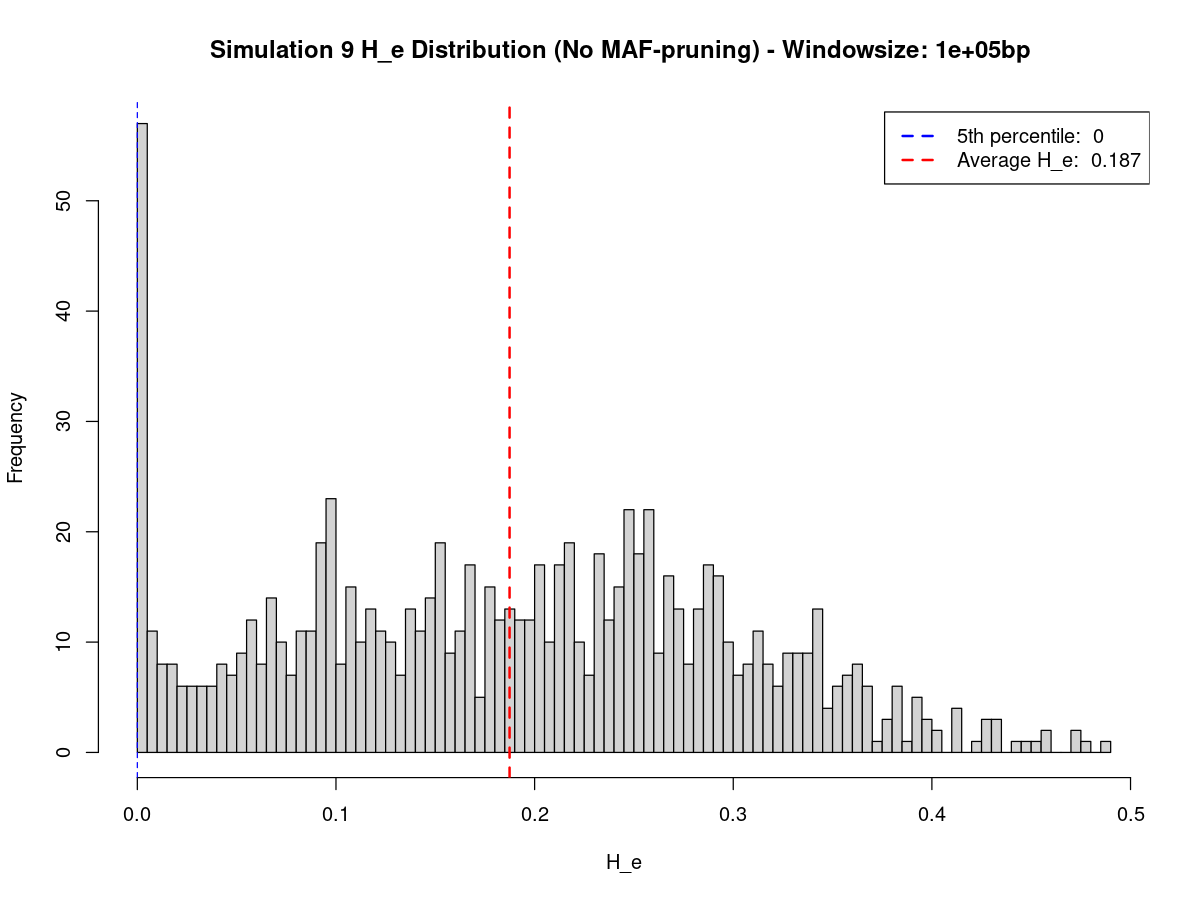 Simulation 9 H_e Distribution (No MAF-pruning) - Windowsize: 1e+05bp
5th percentile:  0
Average H_e:  0.187
Frequency
50
40
30
20
10
0
0.0 0.1 0.2 0.3 0.4 0.5
H_e